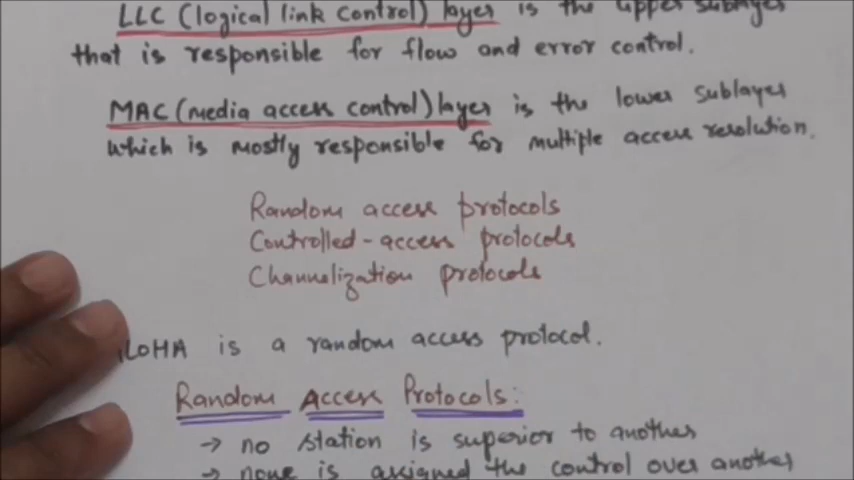 LLC (logical link control) layer is the upper sublayer
that is responsible for flow and error control.
MAC (media access control) layer is the lower sublayer
which is mostly responsible for multiple access resolution.
Random access protocols
Controlled-access protocols
Channelization protocols
ALOHA is a random access protocol.
Random Access Protocols:
→ no station is superior to another
→ none is assigned the control over another